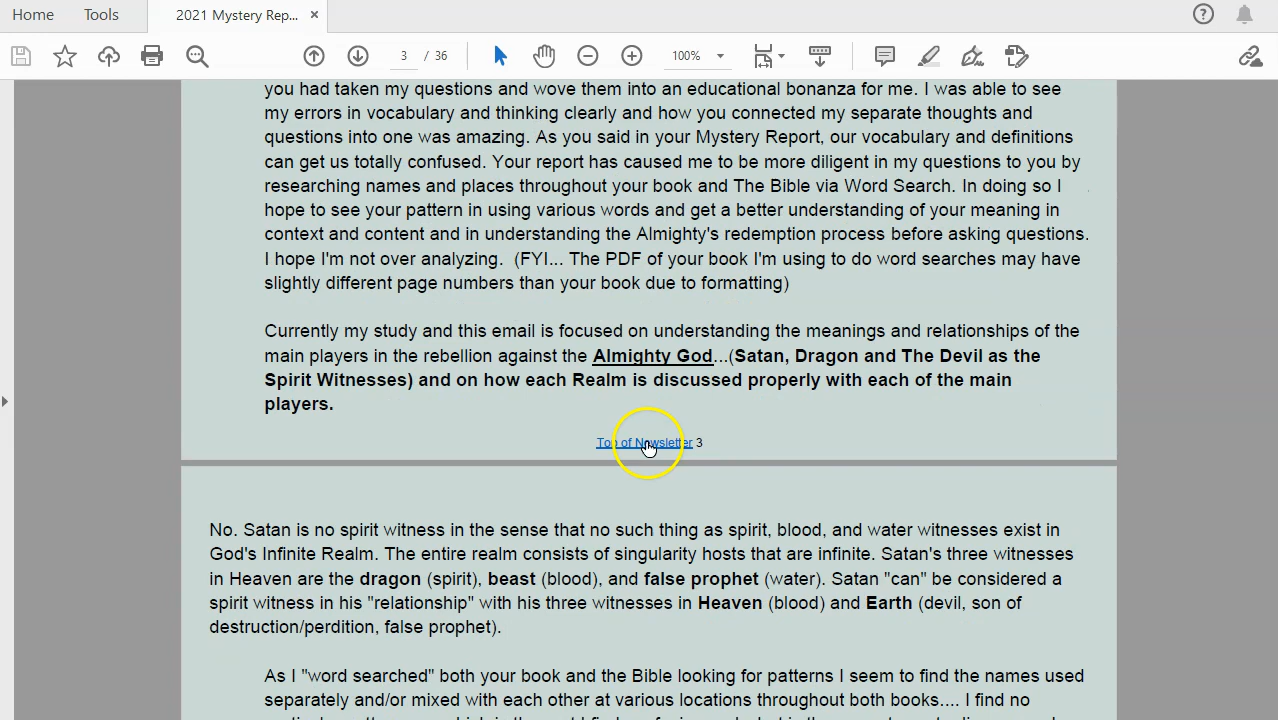 Home Tools 2021 Mystery Rep... ×
3 / 36 100%
you had taken my questions and wove them into an educational bonanza for me. I was able to see
my errors in vocabulary and thinking clearly and how you connected my separate thoughts and
questions into one was amazing. As you said in your Mystery Report, our vocabulary and definitions
can get us totally confused. Your report has caused me to be more diligent in my questions to you by
researching names and places throughout your book and The Bible via Word Search. In doing so I
hope to see your pattern in using various words and get a better understanding of your meaning in
context and content and in understanding the Almighty's redemption process before asking questions.
I hope I'm not over analyzing. (FYI... The PDF of your book I'm using to do word searches may have
slightly different page numbers than your book due to formatting)
Currently my study and this email is focused on understanding the meanings and relationships of the
main players in the rebellion against the Almighty God...(Satan, Dragon and The Devil as the
Spirit Witnesses) and on how each Realm is discussed properly with each of the main
players.
Top of Newsletter 3
No. Satan is no spirit witness in the sense that no such thing as spirit, blood, and water witnesses exist in
God's Infinite Realm. The entire realm consists of singularity hosts that are infinite. Satan's three witnesses
in Heaven are the dragon (spirit), beast (blood), and false prophet (water). Satan "can" be considered a
spirit witness in his "relationship" with his three witnesses in Heaven (blood) and Earth (devil, son of
destruction/perdition, false prophet).
As I "word searched" both your book and the Bible looking for patterns I seem to find the names used
separately and/or mixed with each other at various locations throughout both books.... I find no